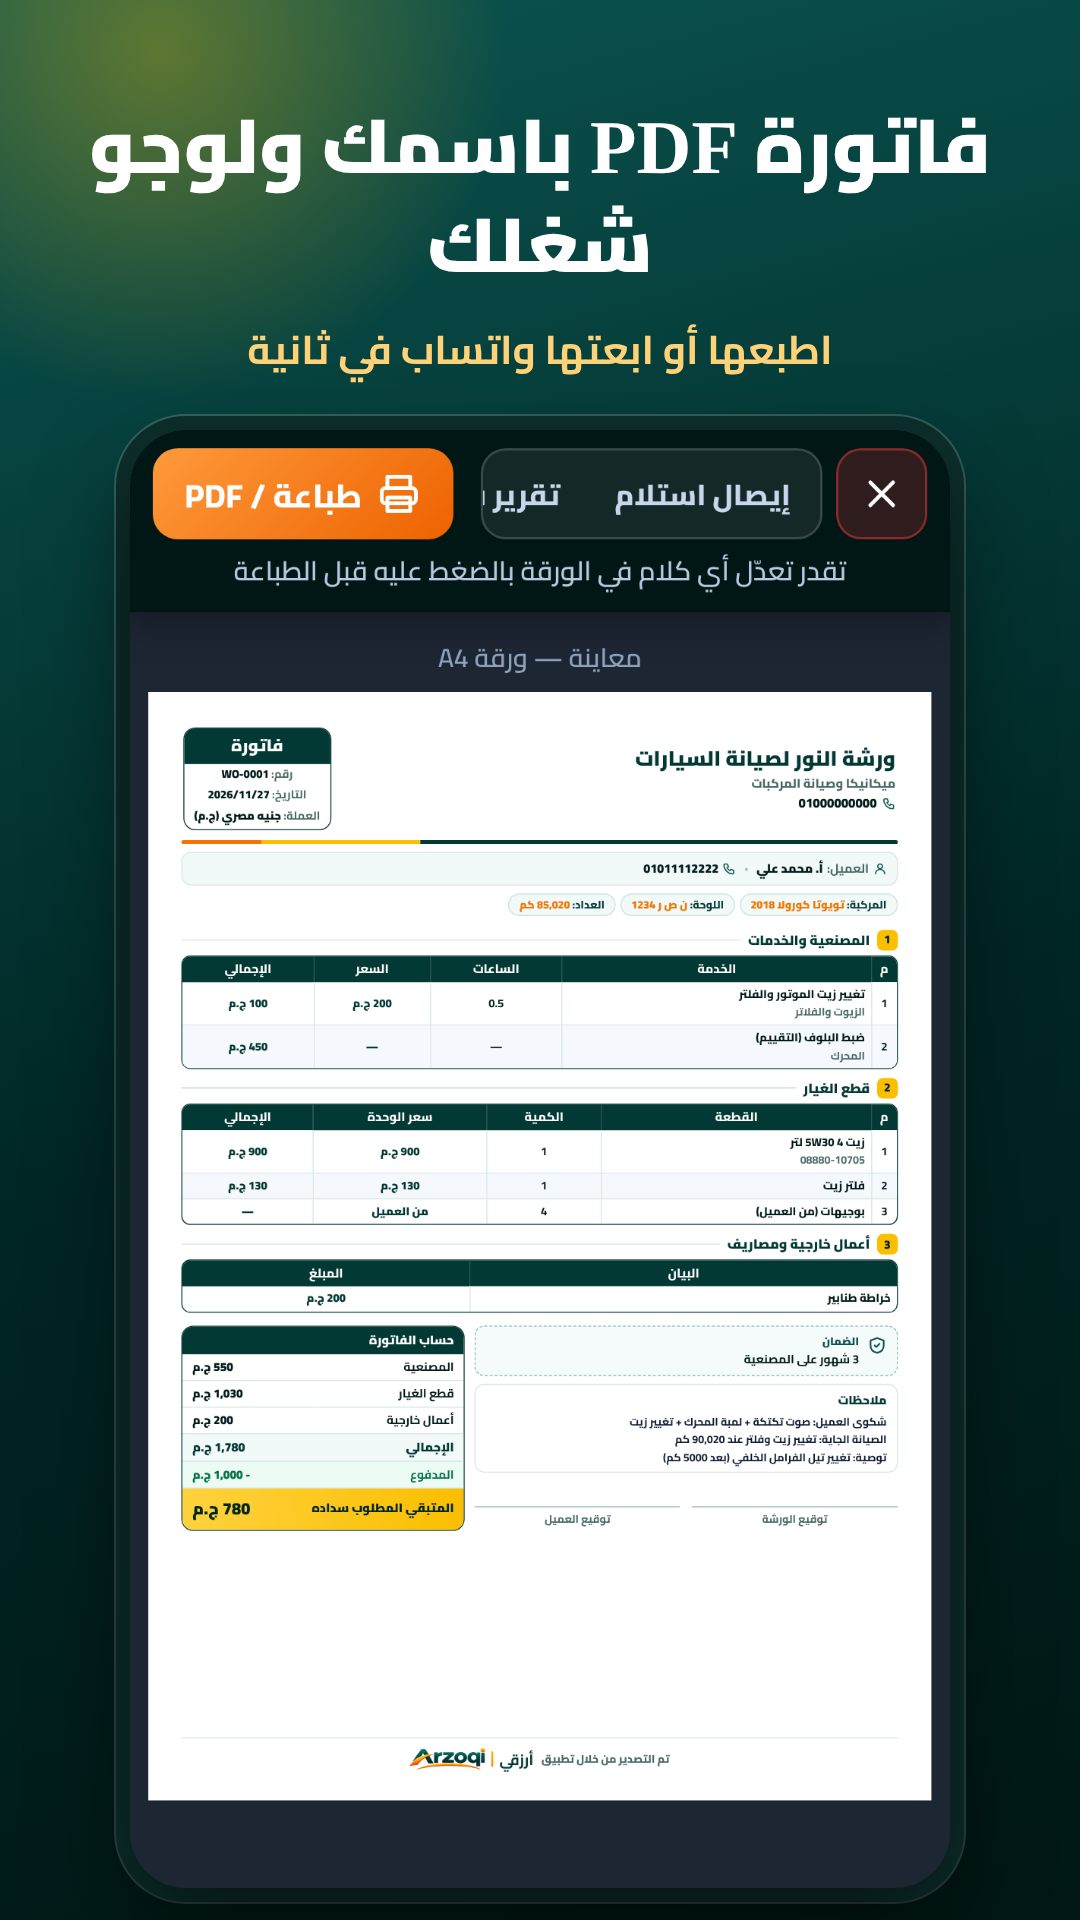 فاتورة PDF باسمك ولوجو
شغلك
اطبعها أو ابعتها واتساب في ثانية
إيصال استلام
تقرير
طباعة / PDF
تقدر تعدّل أي كلام في الورقة بالضغط عليه قبل الطباعة
معاينة — ورقة A4
ورشة النور لصيانة السيارات
ميكانيكا وصيانة المركبات
01000000000
فاتورة
رقم: WO-0001
التاريخ: 2026/11/27
العملة: جنيه مصري (ج.م)
العميل: أ. محمد علي • 01011112222
المركبة: تويوتا كورولا 2018 اللوحة: ن ص ر 1234 العداد: 85,020 كم
1 المصنعية والخدمات
م الخدمة الساعات السعر الإجمالي
1 تغيير زيت الموتور والفلتر 0.5 200 ج.م 100 ج.م
الزيوت والفلاتر
2 ضبط البلوف (التقييم) — — 450 ج.م
المحرك
2 قطع الغيار
م القطعة الكمية سعر الوحدة الإجمالي
1 زيت 5W30 4 لتر 1 900 ج.م 900 ج.م
08880-10705
2 فلتر زيت 1 130 ج.م 130 ج.م
3 بوجيهات (من العميل) 4 من العميل —
3 أعمال خارجية ومصاريف
البيان المبلغ
خراطة طنابير 200 ج.م
الضمان
3 شهور على المصنعية
ملاحظات
شكوى العميل: صوت تكتكة + لمبة المحرك + تغيير زيت
الصيانة الجاية: تغيير زيت وفلتر عند 90,020 كم
توصية: تغيير تيل الفرامل الخلفي (بعد 5000 كم)
توقيع الورشة
توقيع العميل
حساب الفاتورة
المصنعية 550 ج.م
قطع الغيار 1,030 ج.م
أعمال خارجية 200 ج.م
الإجمالي 1,780 ج.م
المدفوع - 1,000 ج.م
المتبقي المطلوب سداده 780 ج.م
تم التصدير من خلال تطبيق أرزقي | Arzoqi